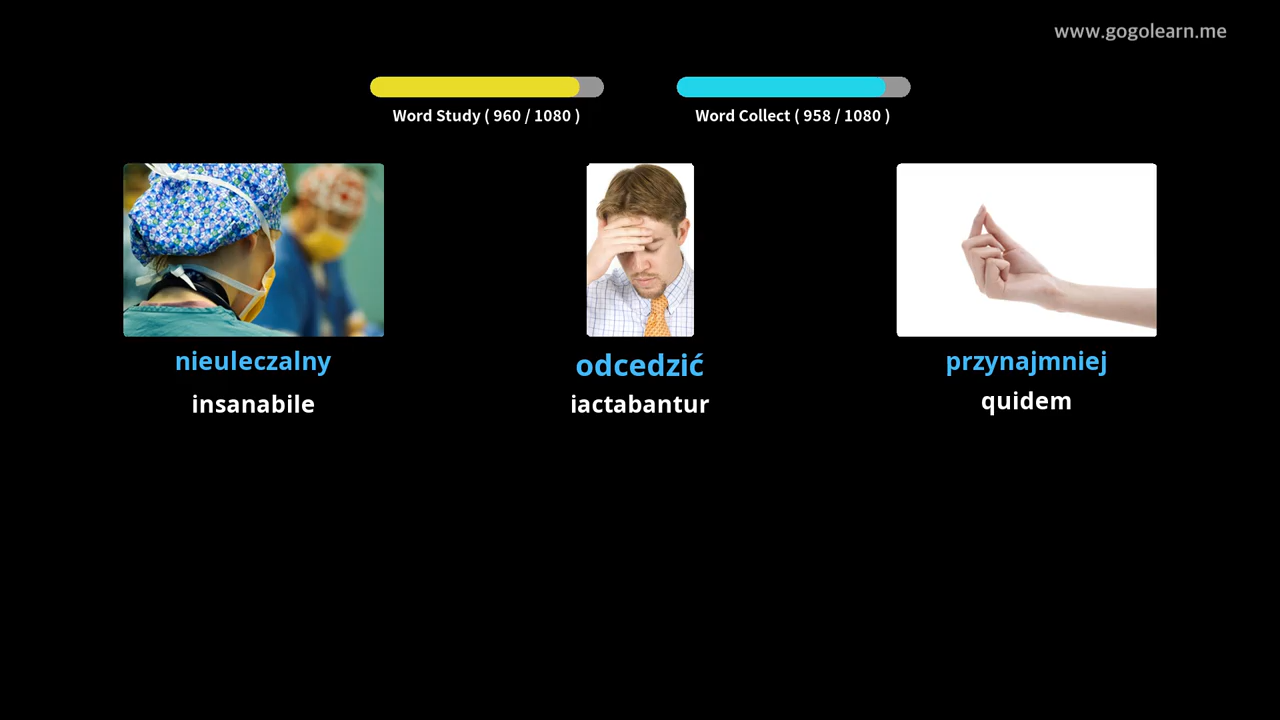 www.gogolearn.me
Word Study ( 960 / 1080 )
Word Collect ( 958 / 1080 )
nieuleczalny
odcedzić
przynajmniej
insanabile
iactabantur
quidem